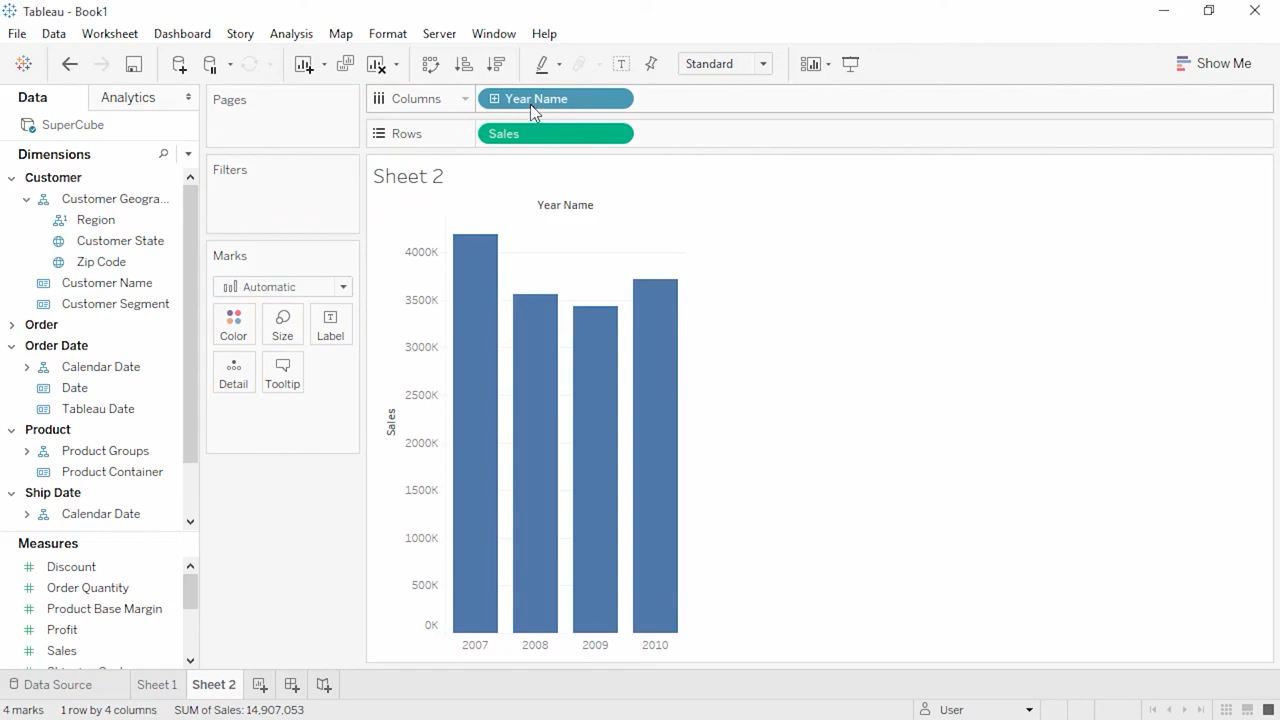 Tableau - Book1
File Data Worksheet Dashboard Story Analysis Map Format Server Window Help
Standard
Show Me
Data Analytics
SuperCube
Dimensions
Customer
Customer Geogra...
Region
Customer State
Zip Code
Customer Name
Customer Segment
Order
Order Date
Calendar Date
Date
Tableau Date
Product
Product Groups
Product Container
Ship Date
Calendar Date
Measures
Discount
Order Quantity
Product Base Margin
Profit
Sales
Pages
Filters
Marks
Automatic
Color Size Label
Detail Tooltip
Columns Year Name
Rows Sales
Sheet 2
Year Name
4000K
3500K
3000K
2500K
2000K
1500K
1000K
500K
0K
Sales
2007 2008 2009 2010
Data Source Sheet 1 Sheet 2
4 marks 1 row by 4 columns SUM of Sales: 14,907,053
User